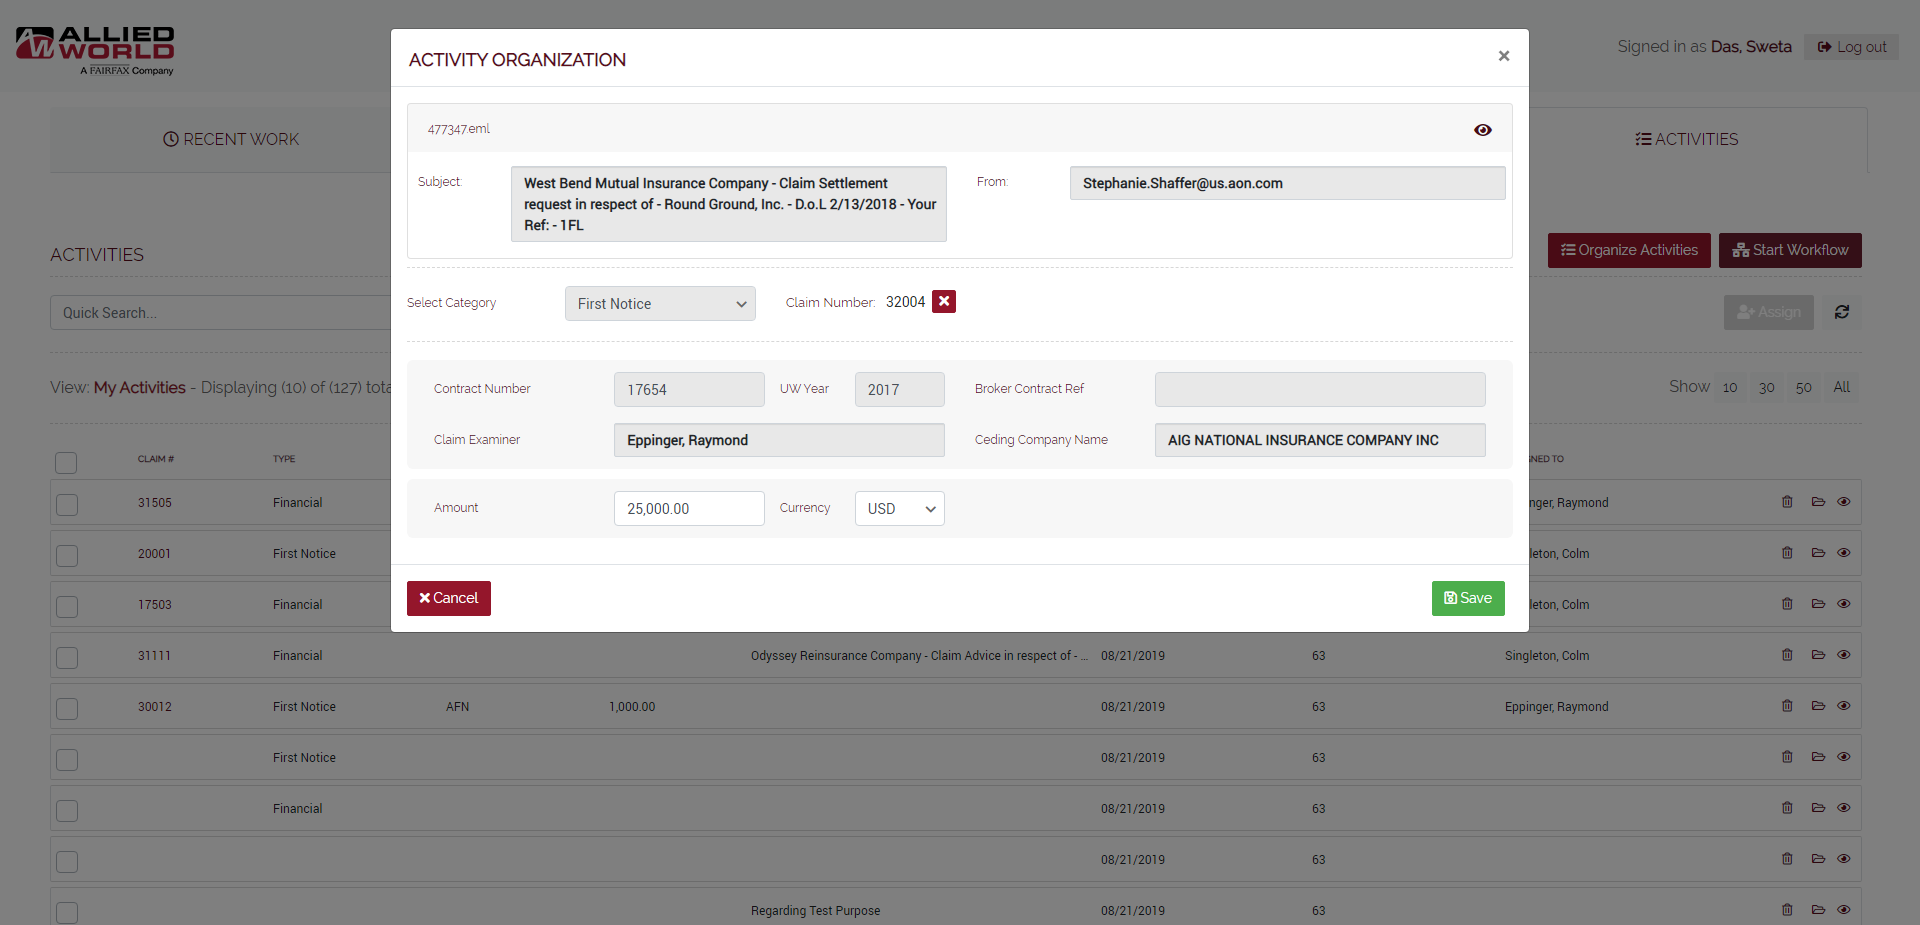 ALLIED
WORLD
A FAIRFAX Company
Signed in as Das, Sweta
Log out
RECENT WORK
ACTIVITIES
ACTIVITY ORGANIZATION
×
477347.eml
Subject:
West Bend Mutual Insurance Company - Claim Settlement
request in respect of - Round Ground, Inc. - D.o.L 2/13/2018 - Your
Ref: - 1FL
From:
Stephanie.Shaffer@us.aon.com
Select Category
First Notice
Claim Number: 32004
Contract Number 17654 UW Year 2017 Broker Contract Ref
Claim Examiner Eppinger, Raymond Ceding Company Name AIG NATIONAL INSURANCE COMPANY INC
Amount 25,000.00 Currency USD
Cancel
Save
ACTIVITIES
Organize Activities
Start Workflow
Quick Search...
Assign
View: My Activities - Displaying (10) of (127) tota
Show 10 30 50 All
CLAIM # TYPE NED TO
31505 Financial nger, Raymond
20001 First Notice leton, Colm
17503 Financial leton, Colm
31111 Financial Odyssey Reinsurance Company - Claim Advice in respect of - ... 08/21/2019 63 Singleton, Colm
30012 First Notice AFN 1,000.00 08/21/2019 63 Eppinger, Raymond
First Notice 08/21/2019 63
Financial 08/21/2019 63
08/21/2019 63
Regarding Test Purpose 08/21/2019 63